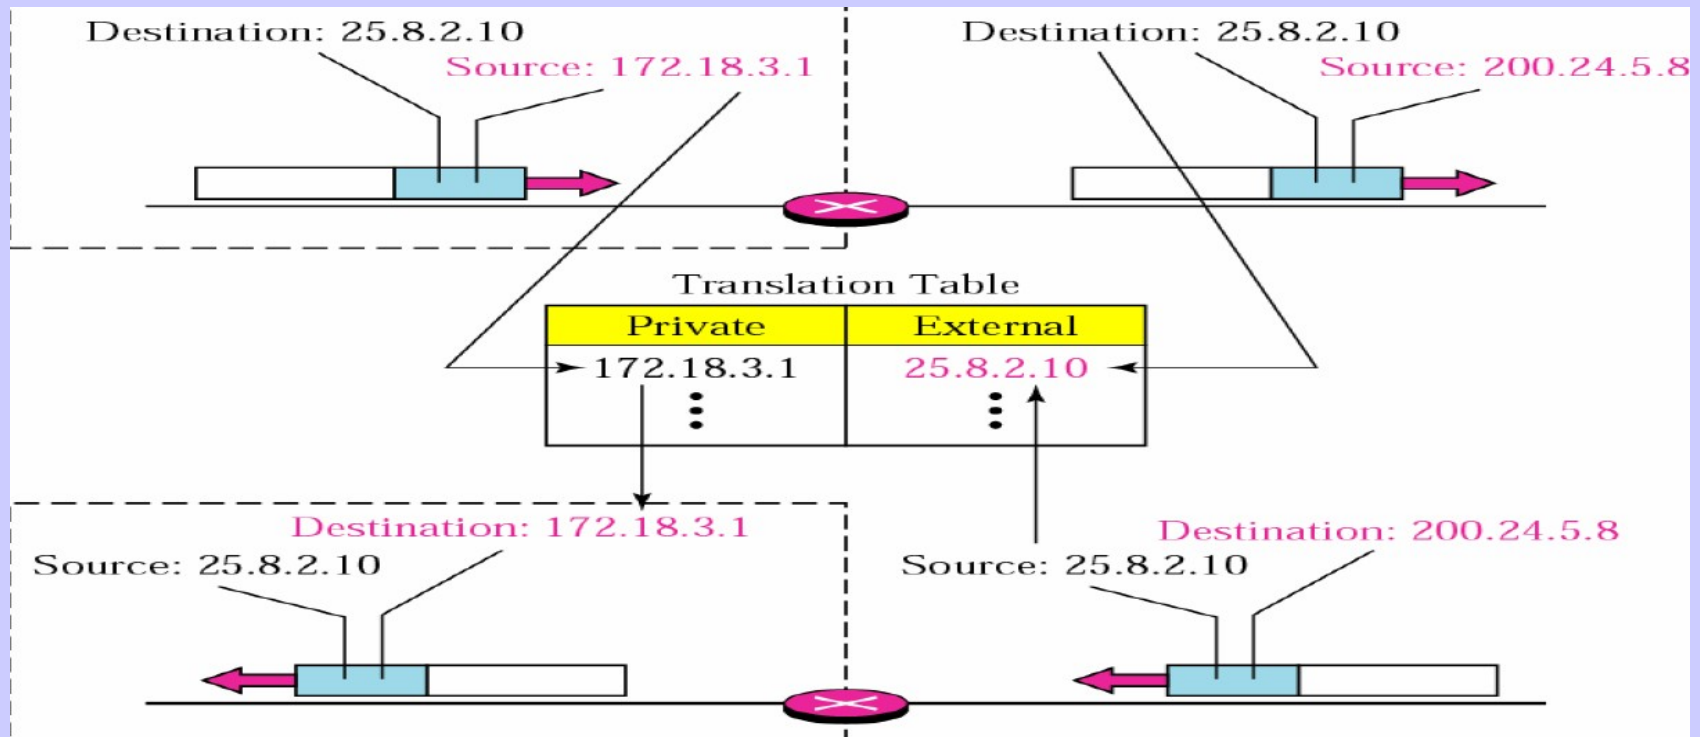 Destination: 25.8.2.10
Source: 172.18.3.1
Destination: 25.8.2.10
Source: 200.24.5.8
Translation Table
Private External
172.18.3.1 25.8.2.10
Destination: 172.18.3.1
Source: 25.8.2.10
Destination: 200.24.5.8
Source: 25.8.2.10